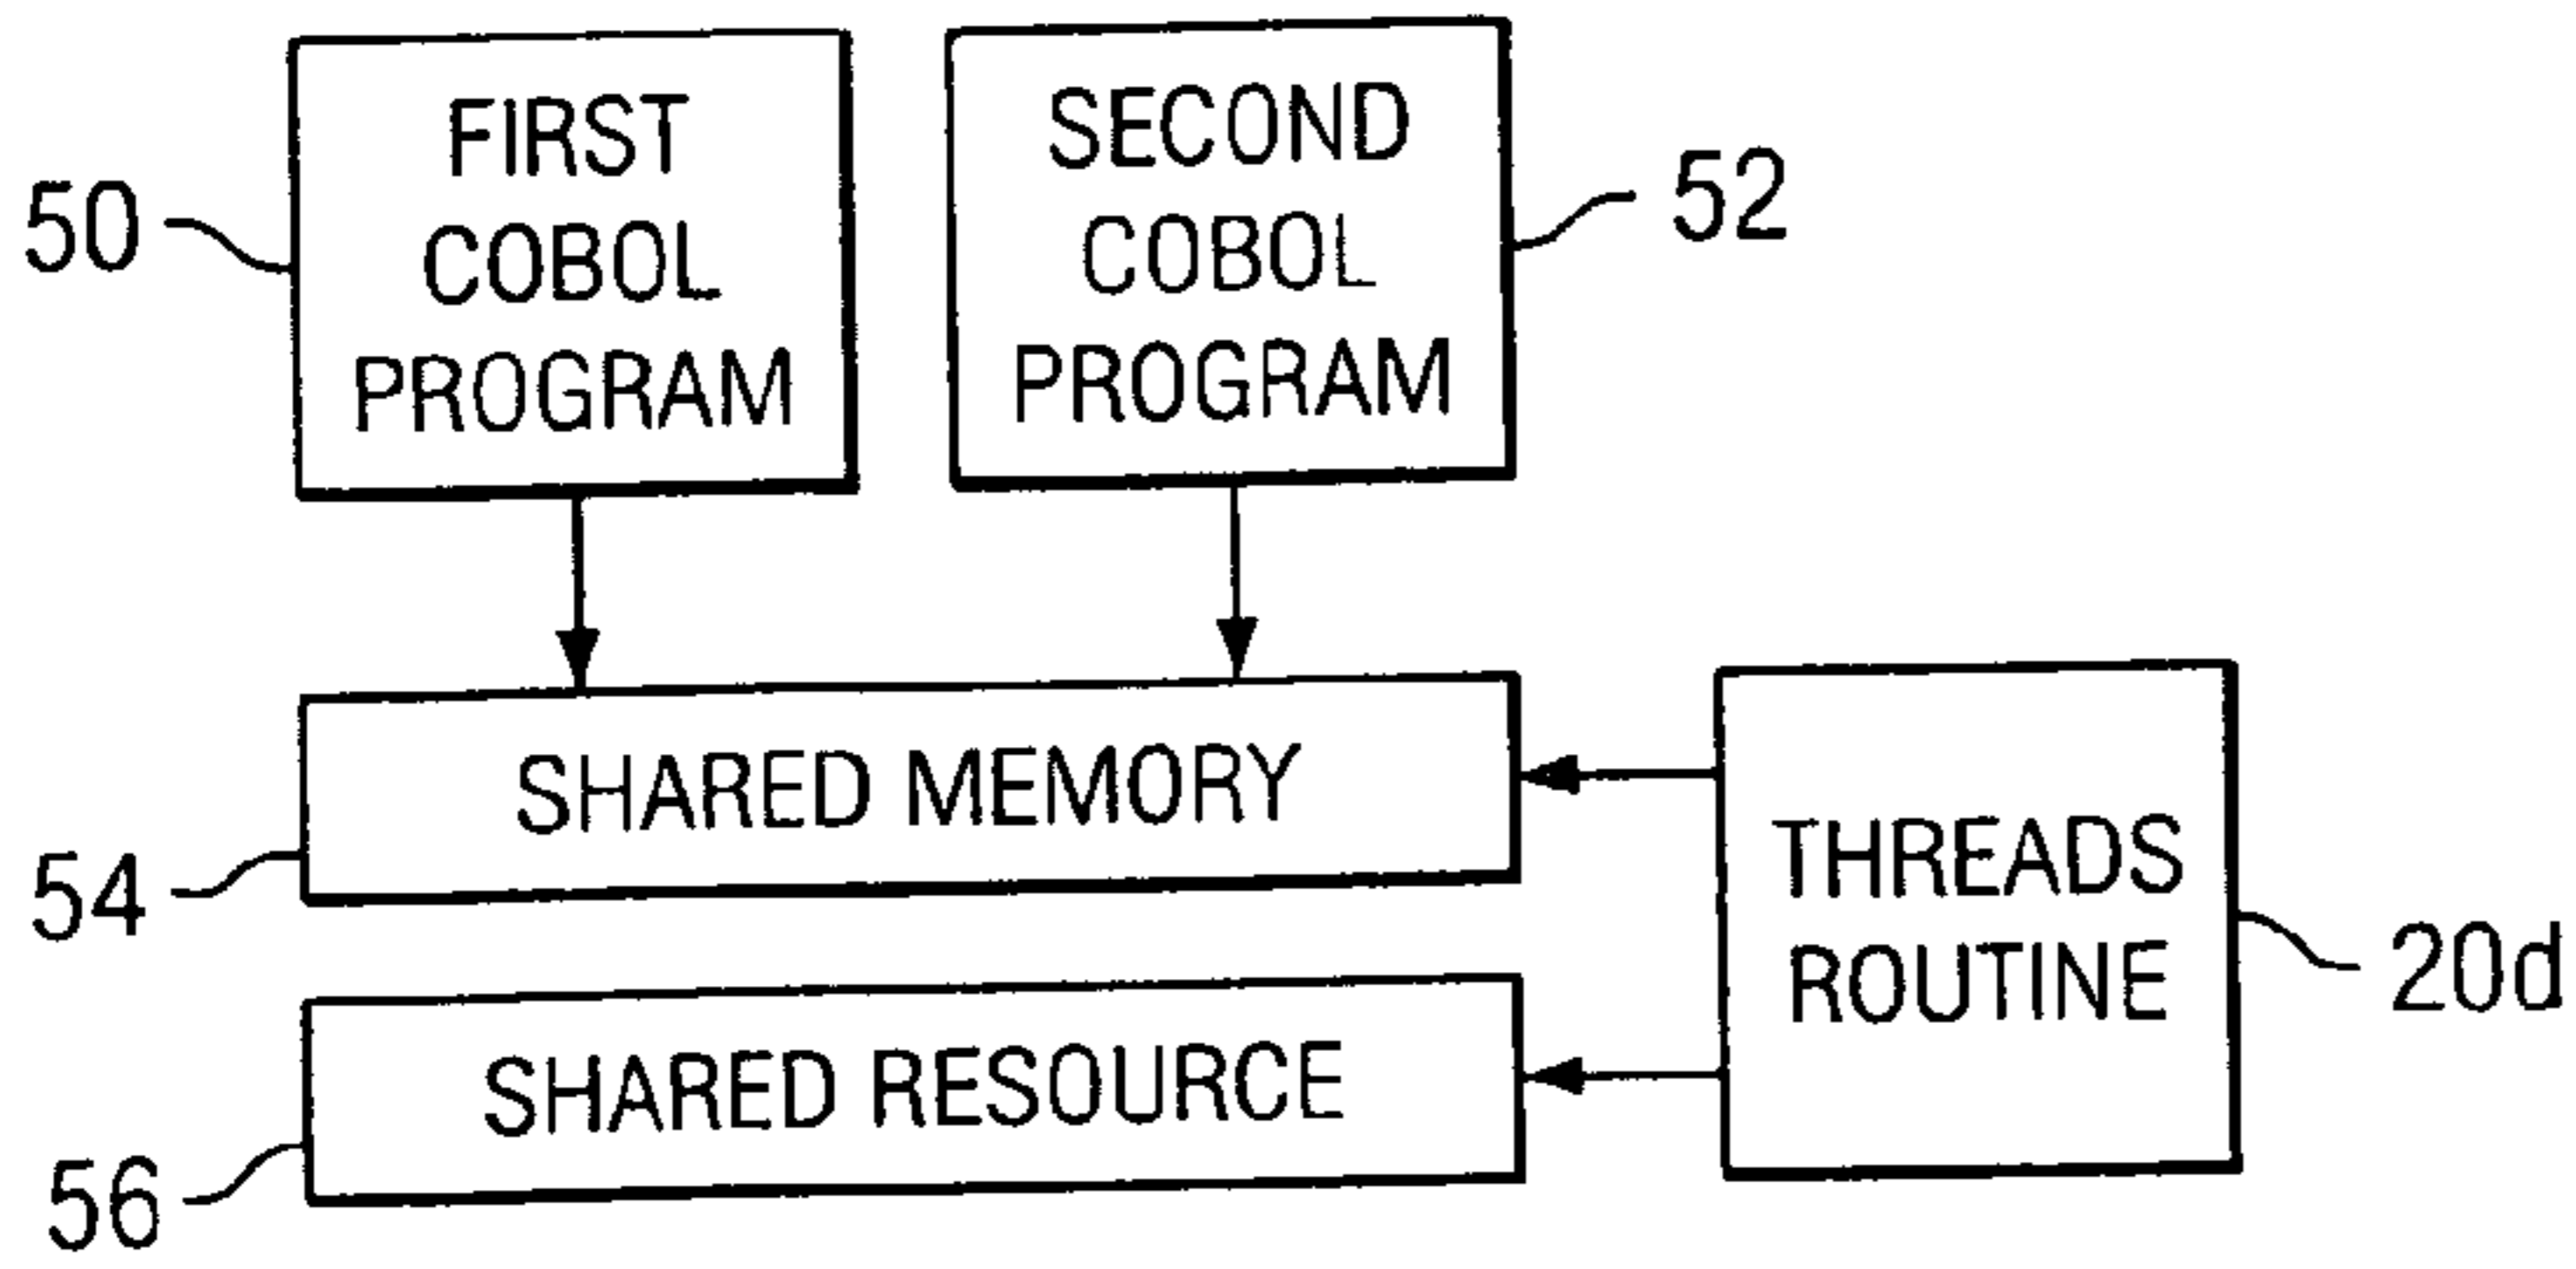 FIRST
COBOL
PROGRAM
50
SECOND
COBOL
PROGRAM
52
SHARED MEMORY
54
THREADS
ROUTINE
20d
SHARED RESOURCE
56